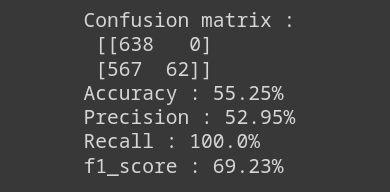 Confusion matrix :
[[638   0]
[567  62]]
Accuracy : 55.25%
Precision : 52.95%
Recall : 100.0%
f1_score : 69.23%